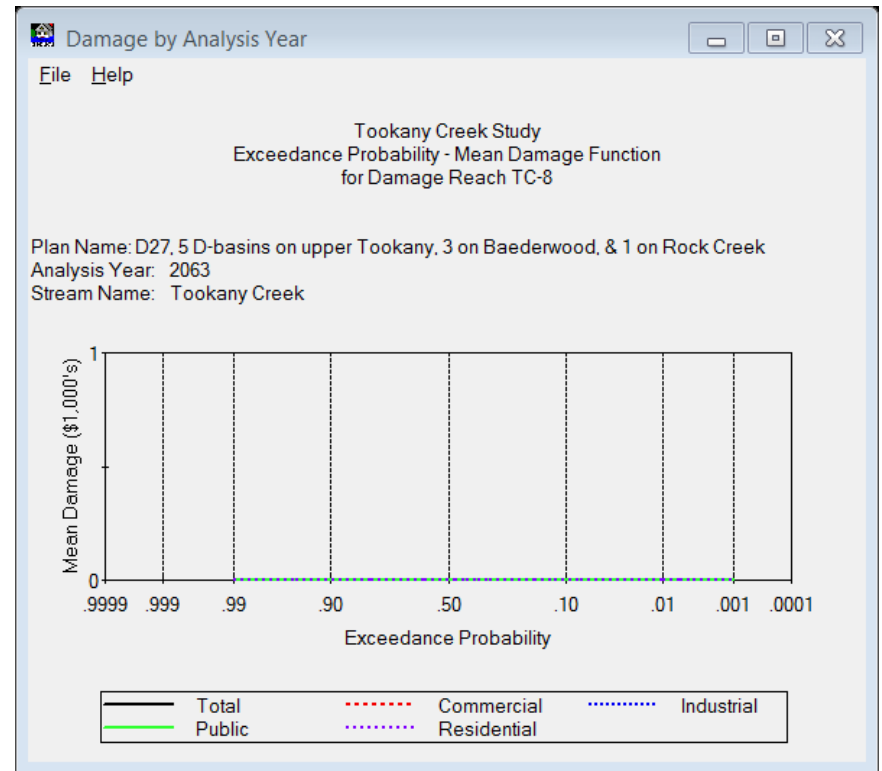 Damage by Analysis Year
File Help
Tookany Creek Study
Exceedance Probability - Mean Damage Function
for Damage Reach TC-8
Plan Name: D27, 5 D-basins on upper Tookany, 3 on Baederwood, & 1 on Rock Creek
Analysis Year: 2063
Stream Name: Tookany Creek
Mean Damage ($1,000's)
1
0
.9999 .999 .99 .90 .50 .10 .01 .001 .0001
Exceedance Probability
Total Commercial Industrial
Public Residential